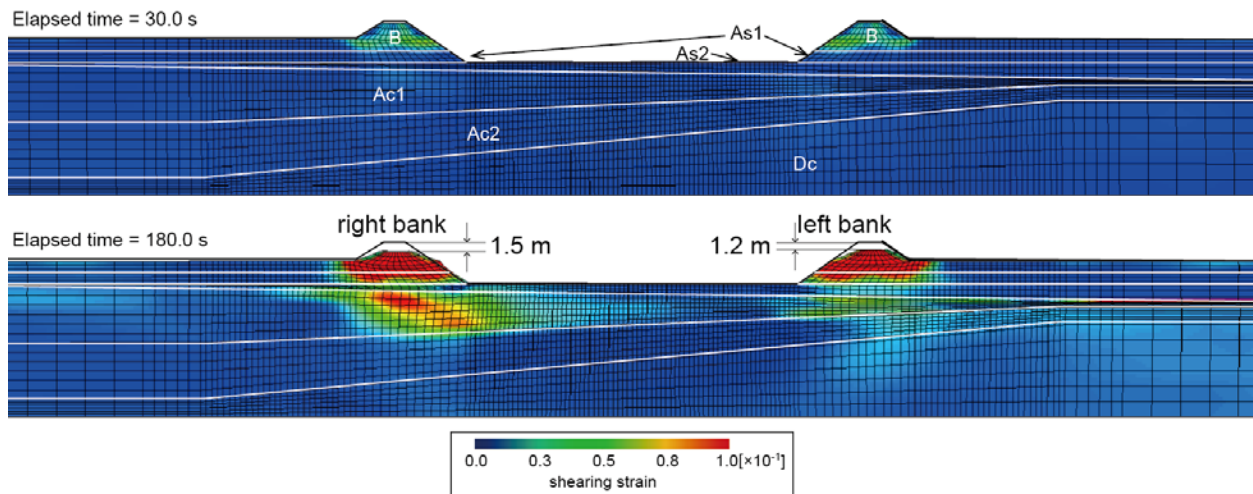 Elapsed time = 30.0 s
B
B
As1
As2
Ac1
Ac2
Dc
right bank
left bank
Elapsed time = 180.0 s
1.5 m
1.2 m
0.0 0.3 0.5 0.8 1.0[×10⁻¹]
shearing strain